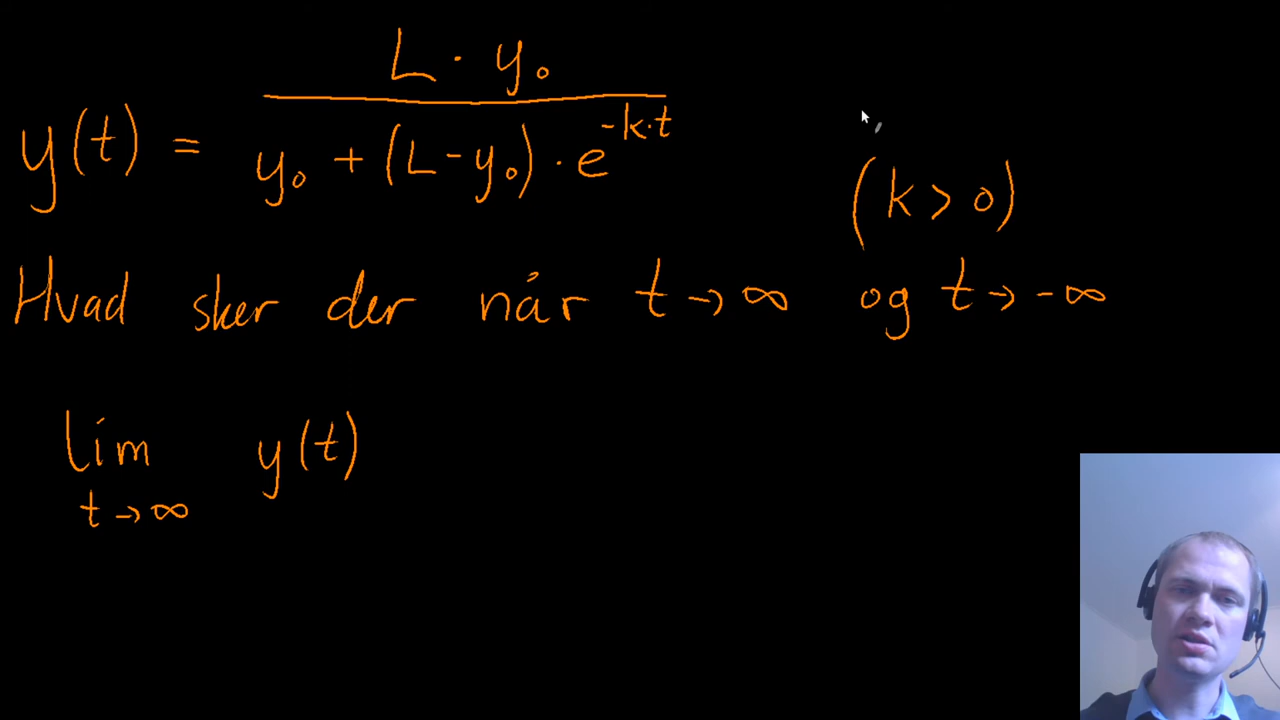 y(t) = L · y₀ / y₀ + (L - y₀) · e^{-k·t}
(k > 0)
Hvad sker der når t → ∞ og t → -∞
lim y(t)
t → ∞